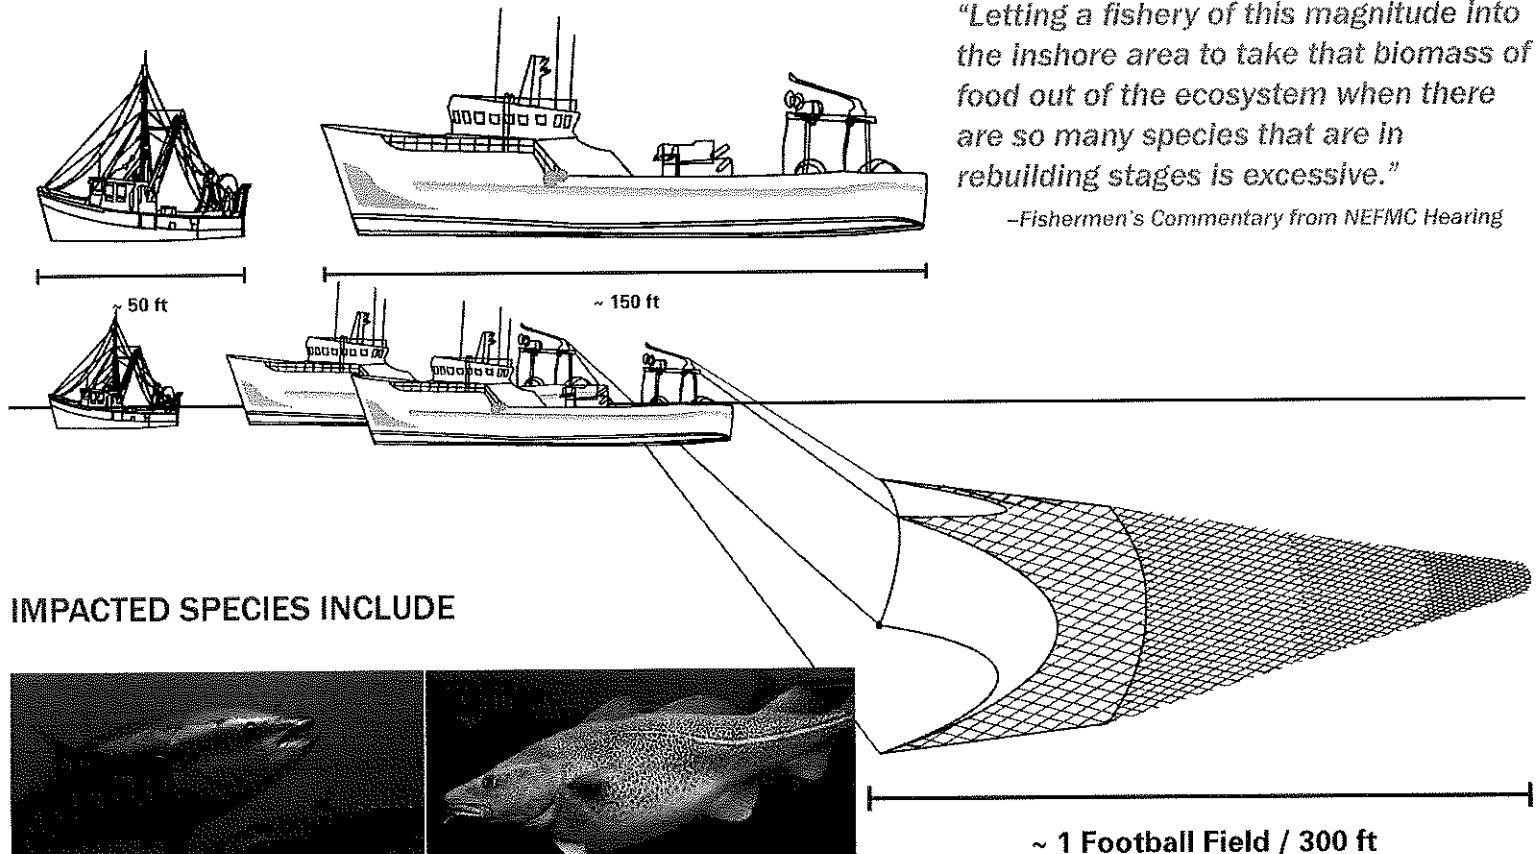 “Letting a fishery of this magnitude into
the inshore area to take that biomass of
food out of the ecosystem when there
are so many species that are in
rebuilding stages is excessive.”
–Fishermen's Commentary from NEFMC Hearing
~ 50 ft
~ 150 ft
IMPACTED SPECIES INCLUDE
~ 1 Football Field / 300 ft